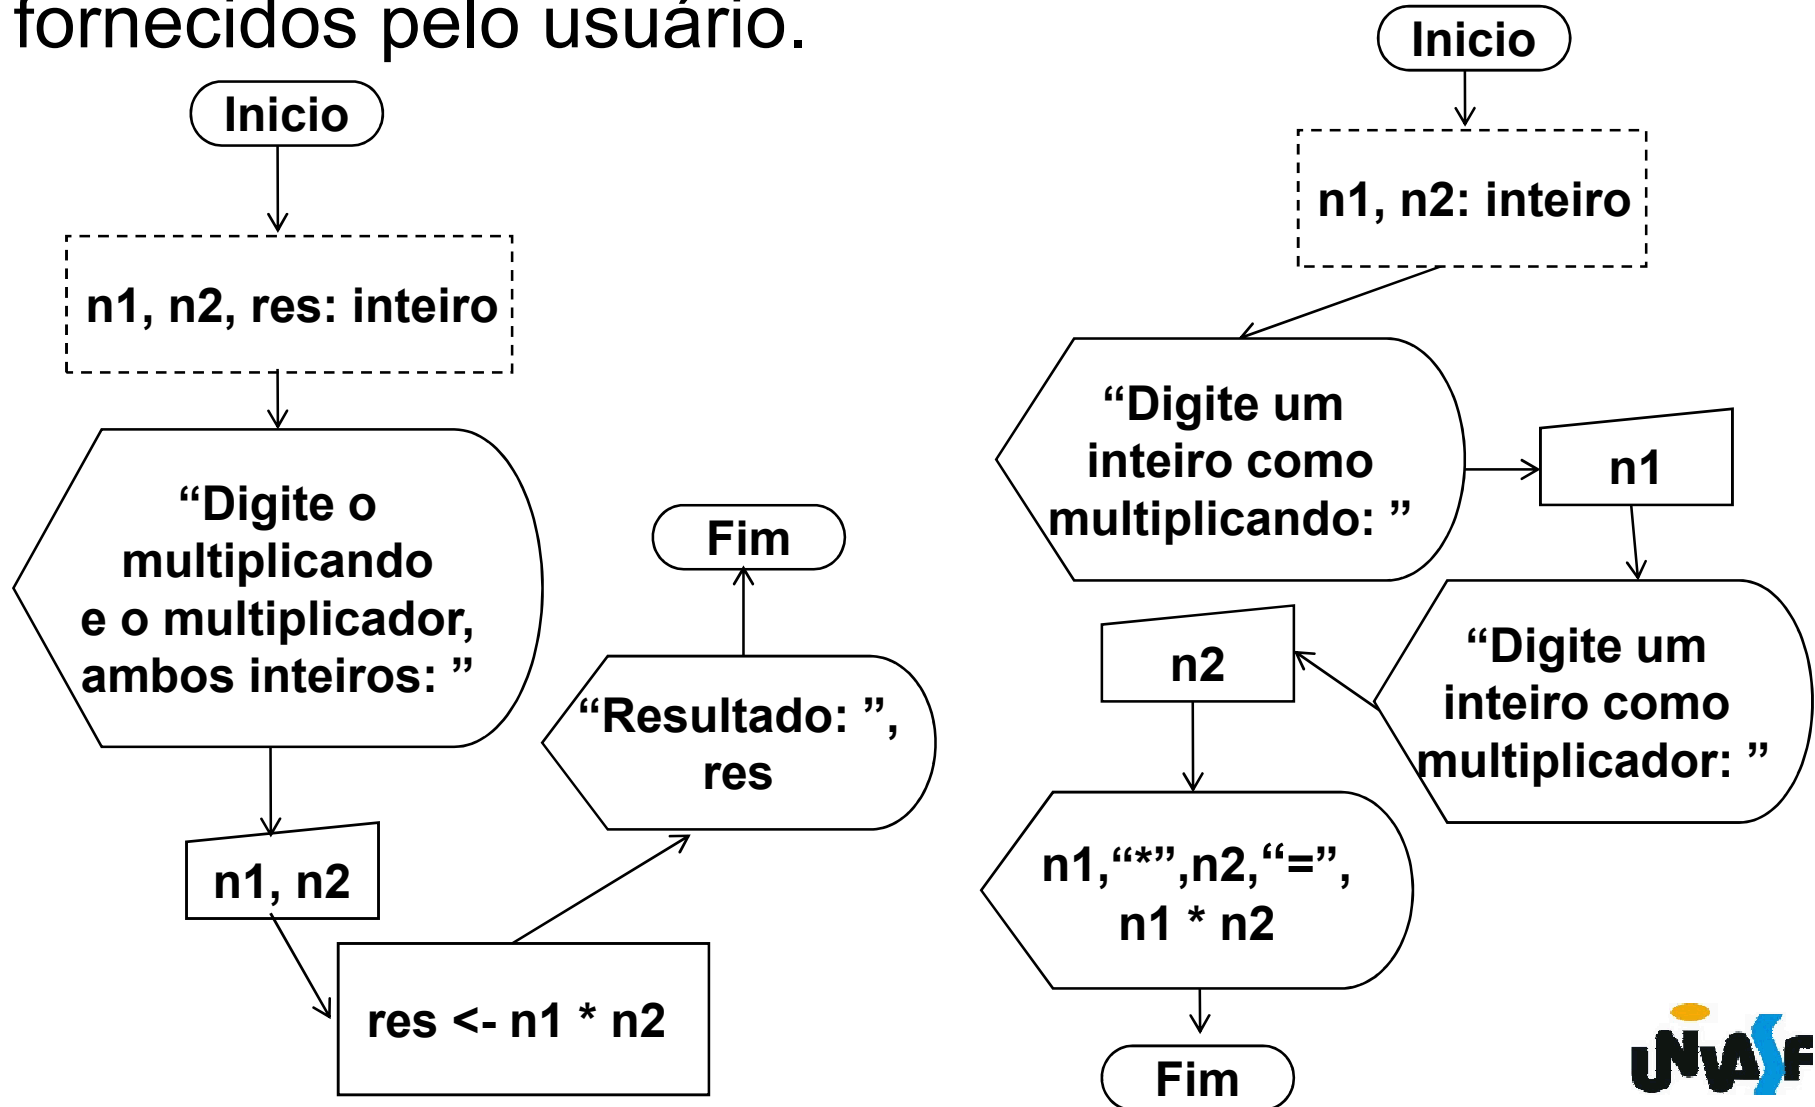 fornecidos pelo usuário.
Inicio
n1, n2, res: inteiro
“Digite o
multiplicando
e o multiplicador,
ambos inteiros: ”
n1, n2
res <- n1 * n2
“Resultado: ”,
res
Fim
Inicio
n1, n2: inteiro
“Digite um
inteiro como
multiplicando: ”
n1
“Digite um
inteiro como
multiplicador: ”
n2
n1,“*”,n2,“=”,
n1 * n2
Fim
UNIVASF